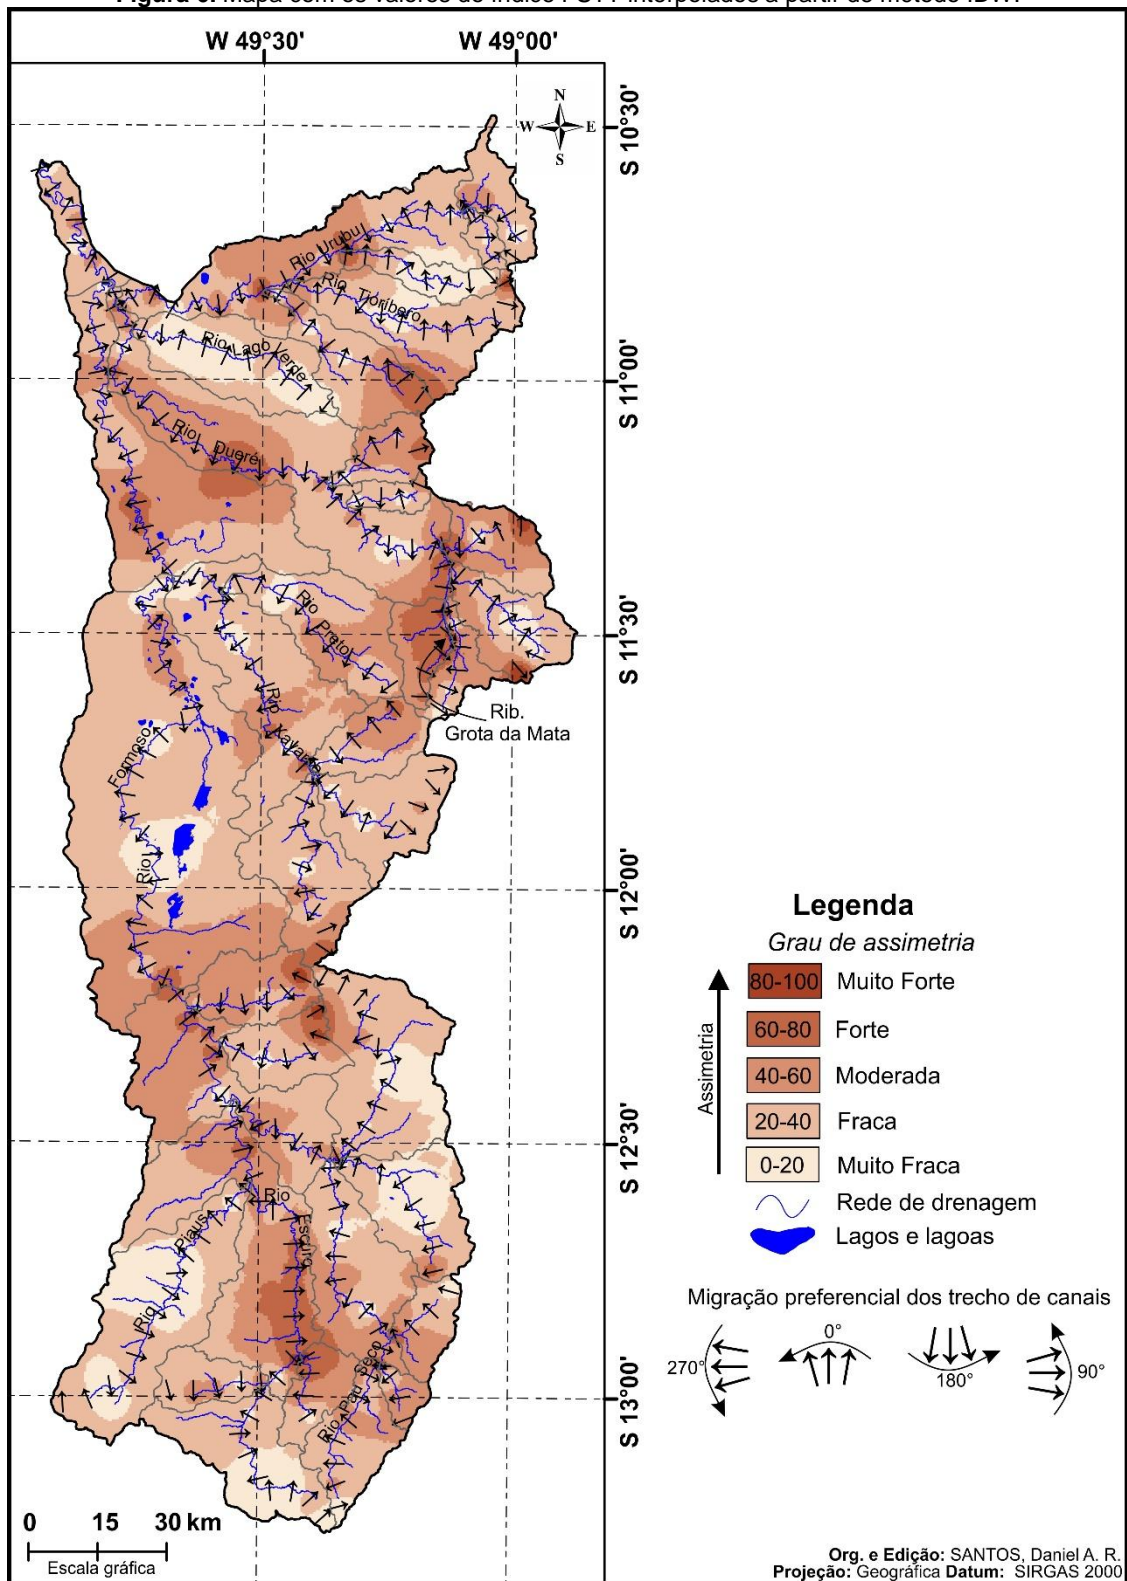 W 49°30'
W 49°00'
N
W
E
S
S 10°30'
Rio Urubu
Rio Tioribero
Rio Lago Verde
S 11°00'
Rio Dueré
Rio Preto
S 11°30'
Rib.
Grota da Mata
Rio Xavante
Rio Formoso
S 12°00'
S 12°30'
Rio Escuro
Rio Piaus
Rio Pau Seco
S 13°00'
Legenda
Grau de assimetria
Assimetria
80-100 Muito Forte
60-80 Forte
40-60 Moderada
20-40 Fraca
0-20 Muito Fraca
Rede de drenagem
Lagos e lagoas
Migração preferencial dos trecho de canais
270°
0°
180°
90°
0 15 30 km
Escala gráfica
Org. e Edição: SANTOS, Daniel A. R.
Projeção: Geográfica Datum: SIRGAS 2000